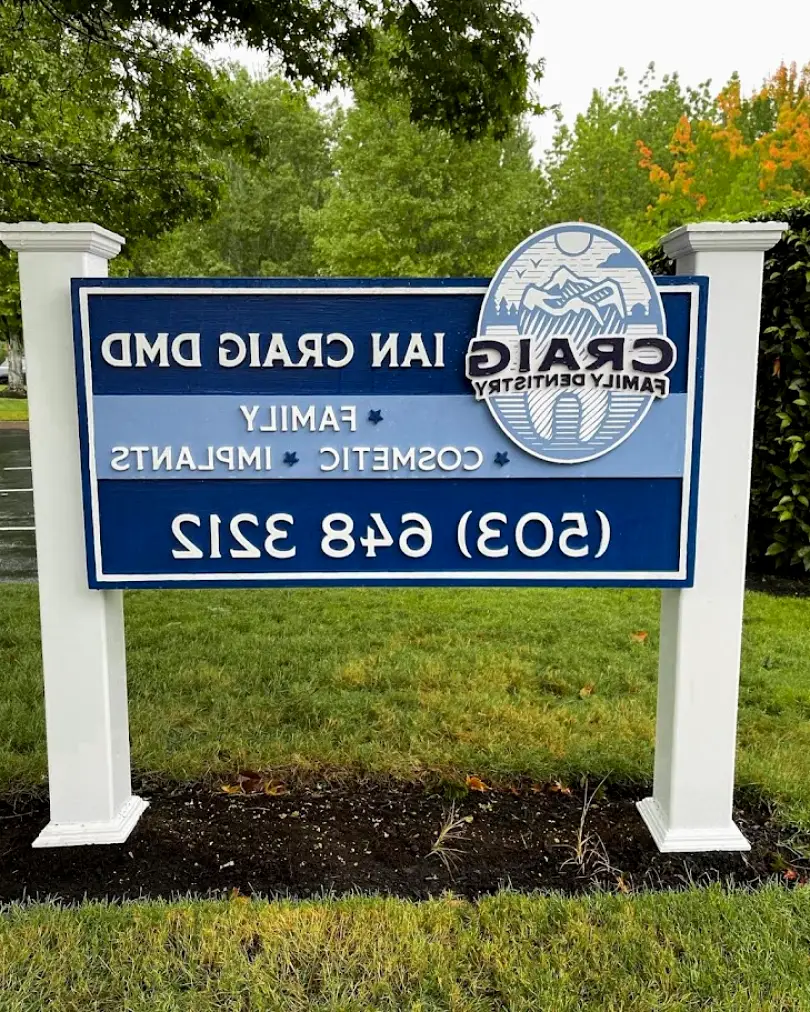 CRAIG
FAMILY DENTISTRY
IAN CRAIG DMD
★ FAMILY
★ COSMETIC ★ IMPLANTS
(503) 648 3212